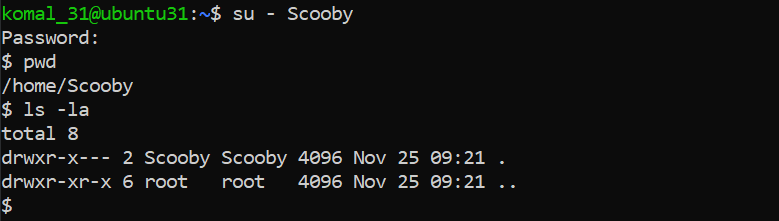 komal_31@ubuntu31:~$ su - Scooby
Password:
$ pwd
/home/Scooby
$ ls -la
total 8
drwxr-x--- 2 Scooby Scooby 4096 Nov 25 09:21 .
drwxr-xr-x 6 root   root   4096 Nov 25 09:21 ..
$